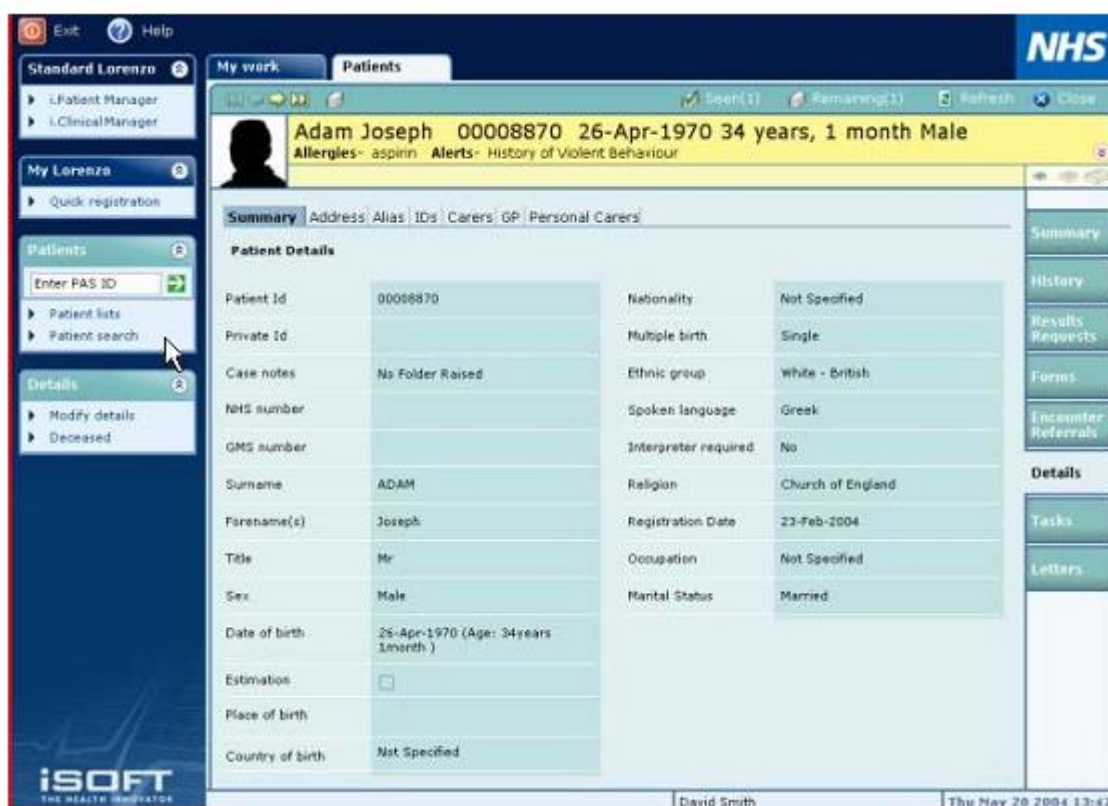 Exit Help
NHS
Standard Lorenzo
i.Patient Manager
i.ClinicalManager
My Lorenzo
Quick registration
Patients
Enter PAS ID
Patient lists
Patient search
Details
Modify details
Deceased
iSOFT
THE HEALTH INNOVATOR
My work Patients
Seen(1) Remaining(1) Refresh Close
Adam Joseph 00008870 26-Apr-1970 34 years, 1 month Male
Allergies- aspirin Alerts- History of Violent Behaviour
Summary Address Alias IDs Carers GP Personal Carers
Patient Details
Patient Id 00008870 Nationality Not Specified
Private Id Multiple birth Single
Case notes No Folder Raised Ethnic group White - British
NHS number Spoken language Greek
GMS number Interpreter required No
Surname ADAM Religion Church of England
Forename(s) Joseph Registration Date 23-Feb-2004
Title Mr Occupation Not Specified
Sex Male Marital Status Married
Date of birth 26-Apr-1970 (Age: 34years
1month )
Estimation
Place of birth
Country of birth Not Specified
Summary
History
Results
Requests
Forms
Encounter
Referrals
Details
Tasks
Letters
David Smith Thu May 20 2004